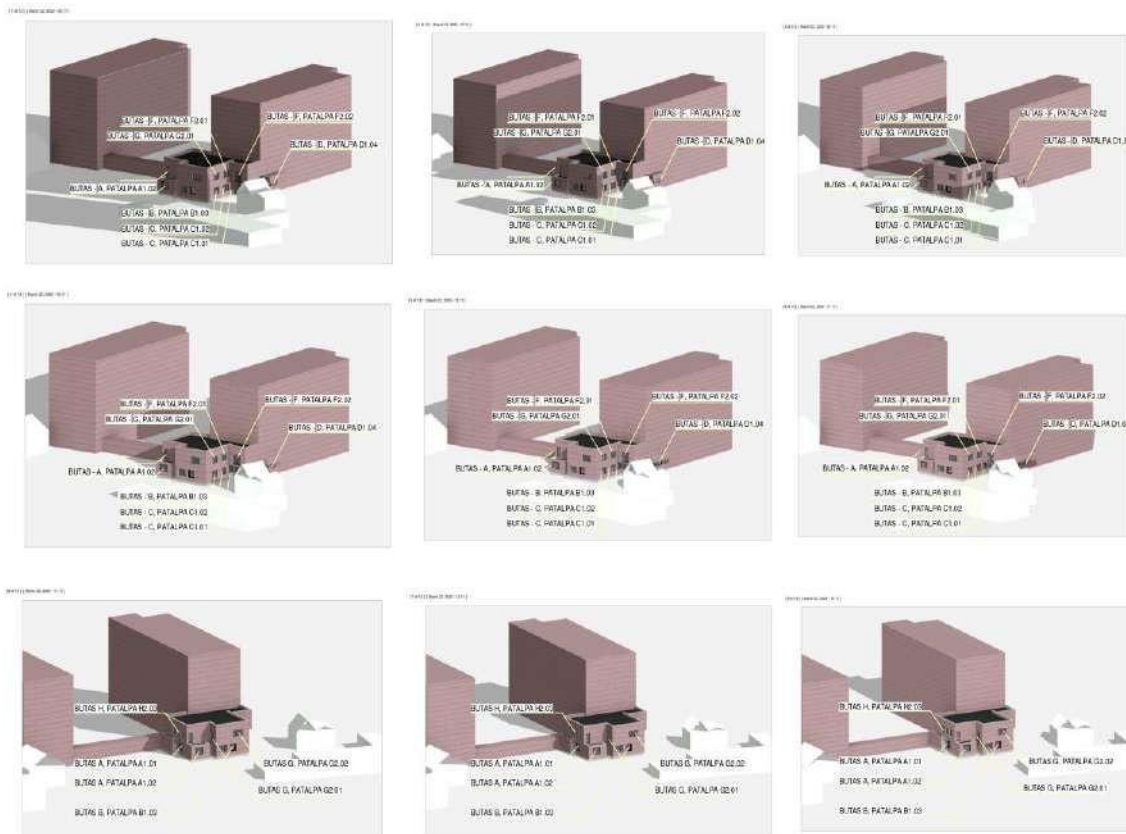 BUTAS -[F, PATALPA F2.01
BUTAS -[F, PATALPA F2.02
BUTAS -[G, PATALPA G2.01
BUTAS -[D, PATALPA D1.04
BUTAS -[A, PATALPA A1.02
BUTAS -[B, PATALPA B1.03
BUTAS -[C, PATALPA C1.02
BUTAS - C, PATALPA C1.01
BUTAS -[F, PATALPA F2.01
BUTAS -[F, PATALPA F2.02
BUTAS -[G, PATALPA G2.01
BUTAS -[D, PATALPA D1.04
BUTAS -[A, PATALPA A1.02
BUTAS -[B, PATALPA B1.03
BUTAS - C, PATALPA C1.02
BUTAS - C, PATALPA C1.01
BUTAS -[F, PATALPA F2.01
BUTAS -[F, PATALPA F2.02
BUTAS -[G, PATALPA G2.01
BUTAS -[D, PATALPA
BUTAS - A, PATALPA A1.02
BUTAS - B, PATALPA B1.03
BUTAS - C, PATALPA C1.02
BUTAS - C, PATALPA C1.01
BUTAS -[F, PATALPA F2.01
BUTAS -[F, PATALPA F2.02
BUTAS -[G, PATALPA G2.01
BUTAS -[D, PATALPA D1.04
BUTAS - A, PATALPA A1.02
BUTAS - B, PATALPA B1.03
BUTAS - C, PATALPA C1.02
BUTAS - C, PATALPA C1.01
BUTAS -[F, PATALPA F2.01
BUTAS -[F, PATALPA F2.02
BUTAS -[G, PATALPA G2.01
BUTAS -[D, PATALPA D1.04
BUTAS - A, PATALPA A1.02
BUTAS - B, PATALPA B1.03
BUTAS - C, PATALPA C1.02
BUTAS - C, PATALPA C1.01
BUTAS -[F, PATALPA F2.01
BUTAS -[F, PATALPA F2.02
BUTAS -[G, PATALPA G2.01
BUTAS -[D, PATALPA
BUTAS - A, PATALPA A1.02
BUTAS - B, PATALPA B1.03
BUTAS - C, PATALPA C1.02
BUTAS - C, PATALPA C1.01
BUTAS H, PATALPA H2.03
BUTAS A, PATALPA A1.01
BUTAS G, PATALPA G2.02
BUTAS A, PATALPA A1.02
BUTAS G, PATALPA G2.01
BUTAS B, PATALPA B1.03
BUTAS H, PATALPA H2.03
BUTAS A, PATALPA A1.01
BUTAS G, PATALPA G2.02
BUTAS A, PATALPA A1.02
BUTAS G, PATALPA G2.01
BUTAS B, PATALPA B1.03
BUTAS H, PATALPA H2.03
BUTAS A, PATALPA A1.01
BUTAS G, PATALPA G2.02
BUTAS A, PATALPA A1.02
BUTAS G, PATALPA G2.01
BUTAS B, PATALPA B1.03